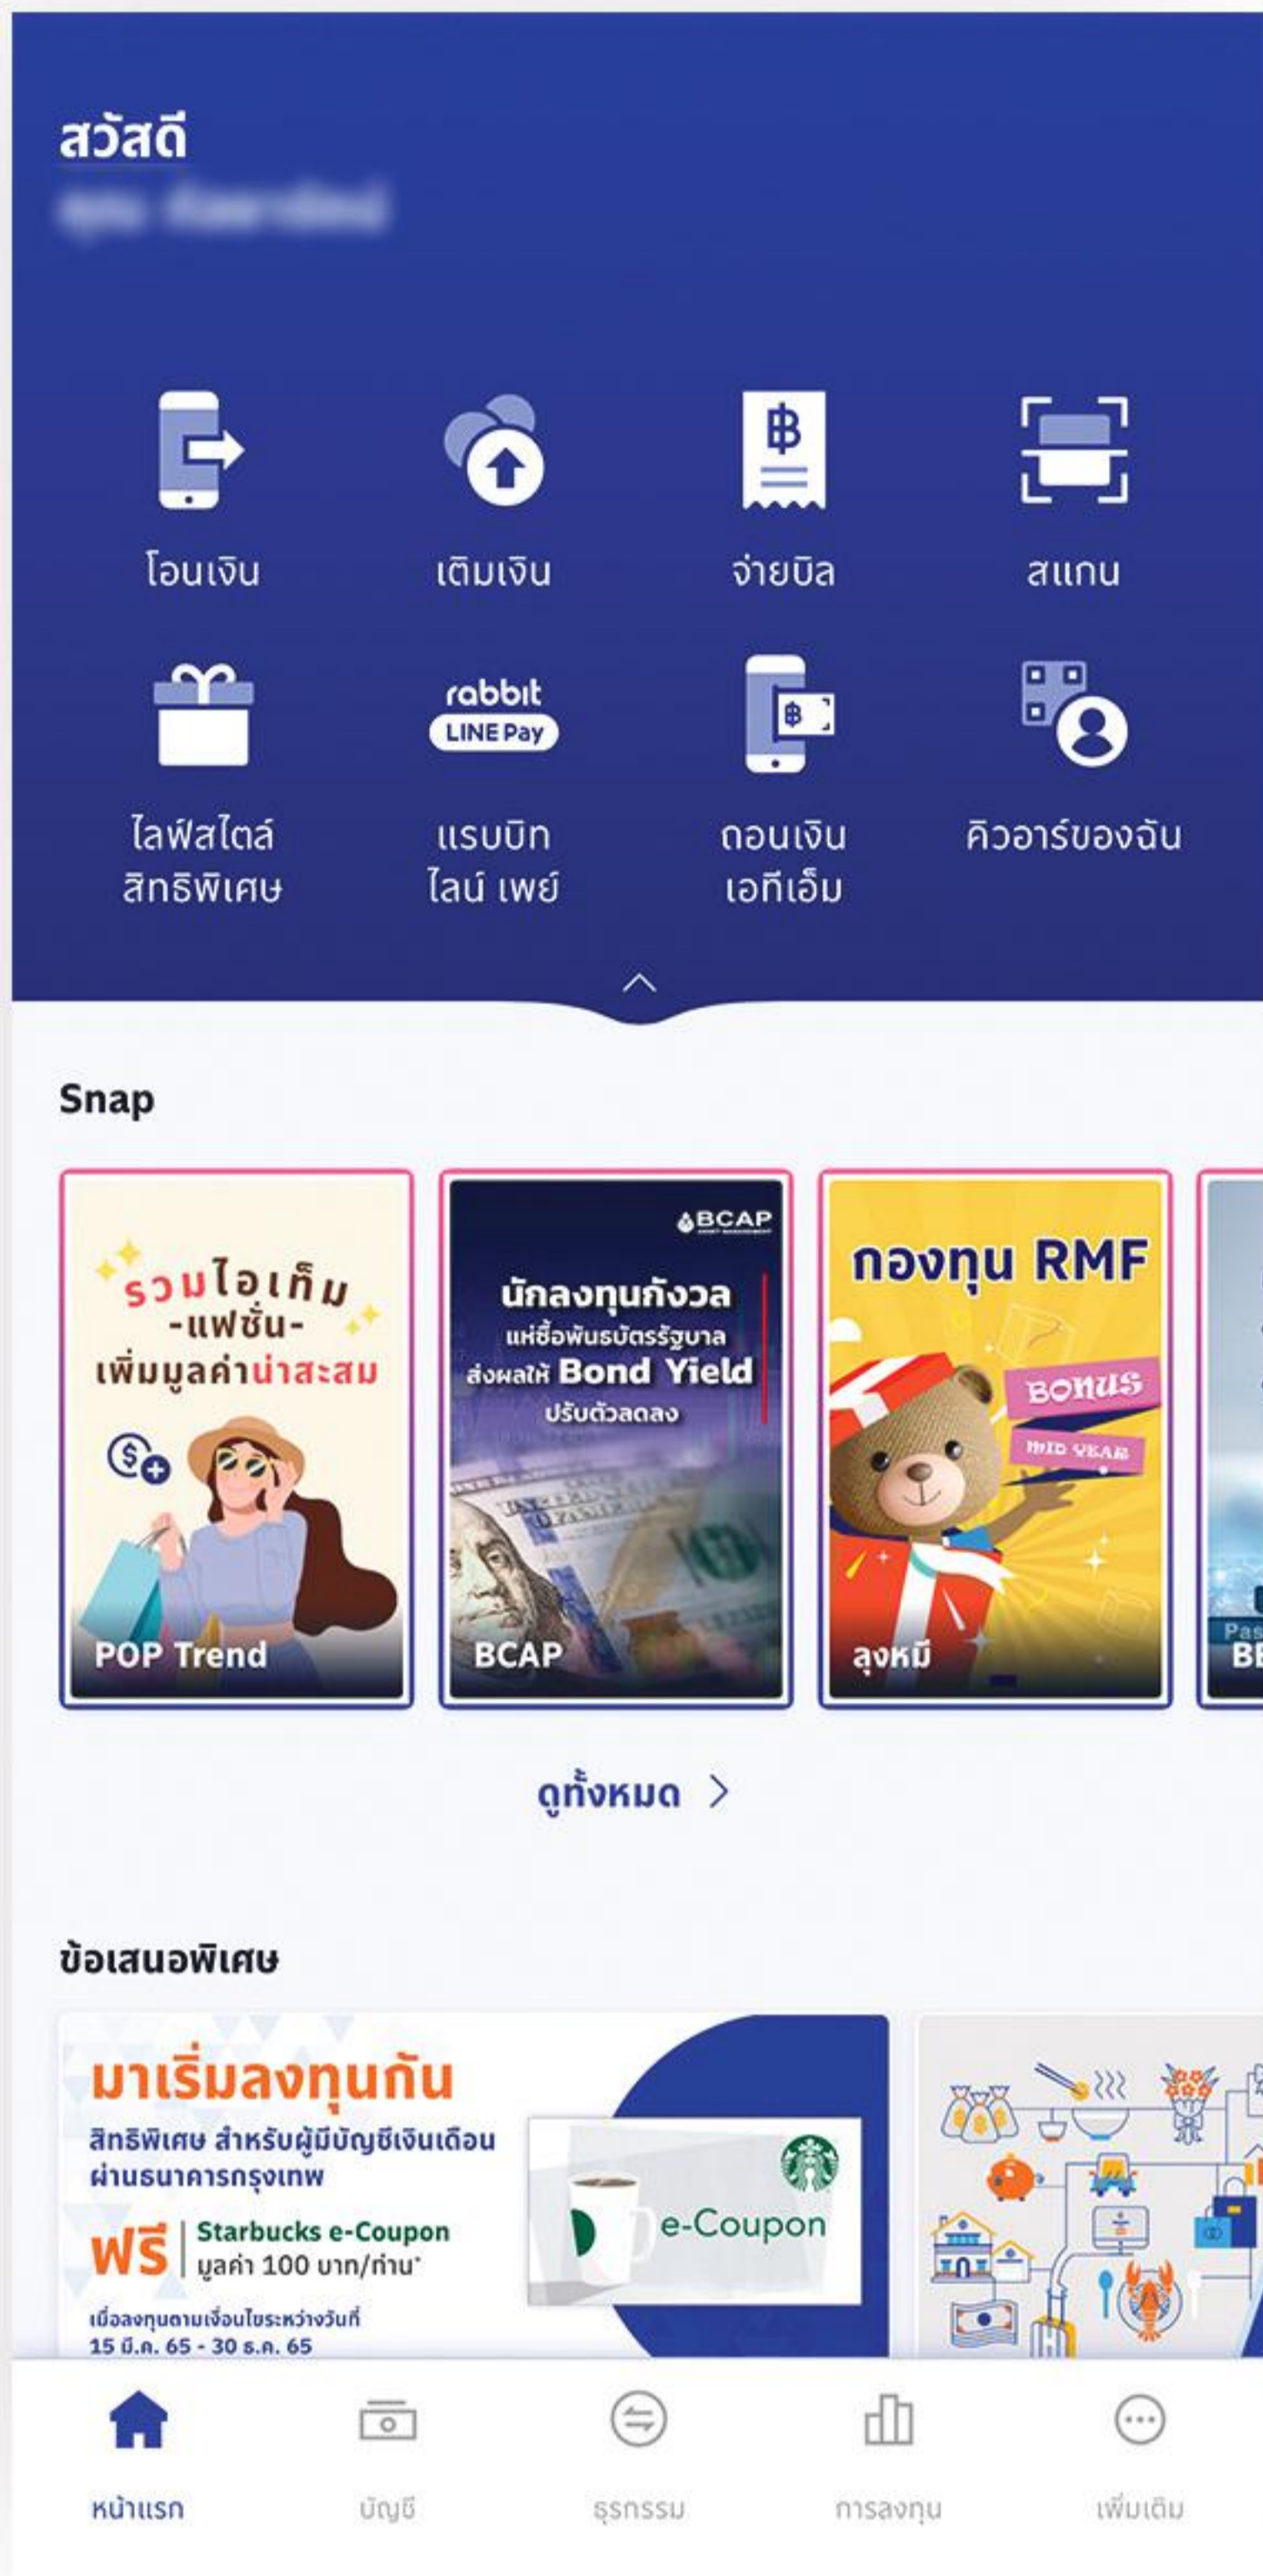 สวัสดี
โอนเงิน
เติมเงิน
จ่ายบิล
สแกน
rabbit
LINE Pay
ไลฟ์สไตล์
สิทธิพิเศษ
แรบบิท
ไลน์ เพย์
ถอนเงิน
เอทีเอ็ม
คิวอาร์ของฉัน
Snap
รวมไอเท็ม
-แฟชั่น-
เพิ่มมูลค่าน่าสะสม
POP Trend
BCAP
นักลงทุนกังวล
แห่ซื้อพันธบัตรรัฐบาล
ส่งผลให้ Bond Yield
ปรับตัวลดลง
BCAP
กองทุน RMF
BONUS
MID YEAR
ลุงหมี
ดูทั้งหมด
ข้อเสนอพิเศษ
มาเริ่มลงทุนกัน
สิทธิพิเศษ สำหรับผู้มีบัญชีเงินเดือน
ผ่านธนาคารกรุงเทพ
ฟรี
Starbucks e-Coupon
มูลค่า 100 บาท/ท่าน*
เมื่อลงทุนตามเงื่อนไขระหว่างวันที่
15 มี.ค. 65 - 30 ธ.ค. 65
e-Coupon
หน้าแรก
บัญชี
ธุรกรรม
การลงทุน
เพิ่มเติม